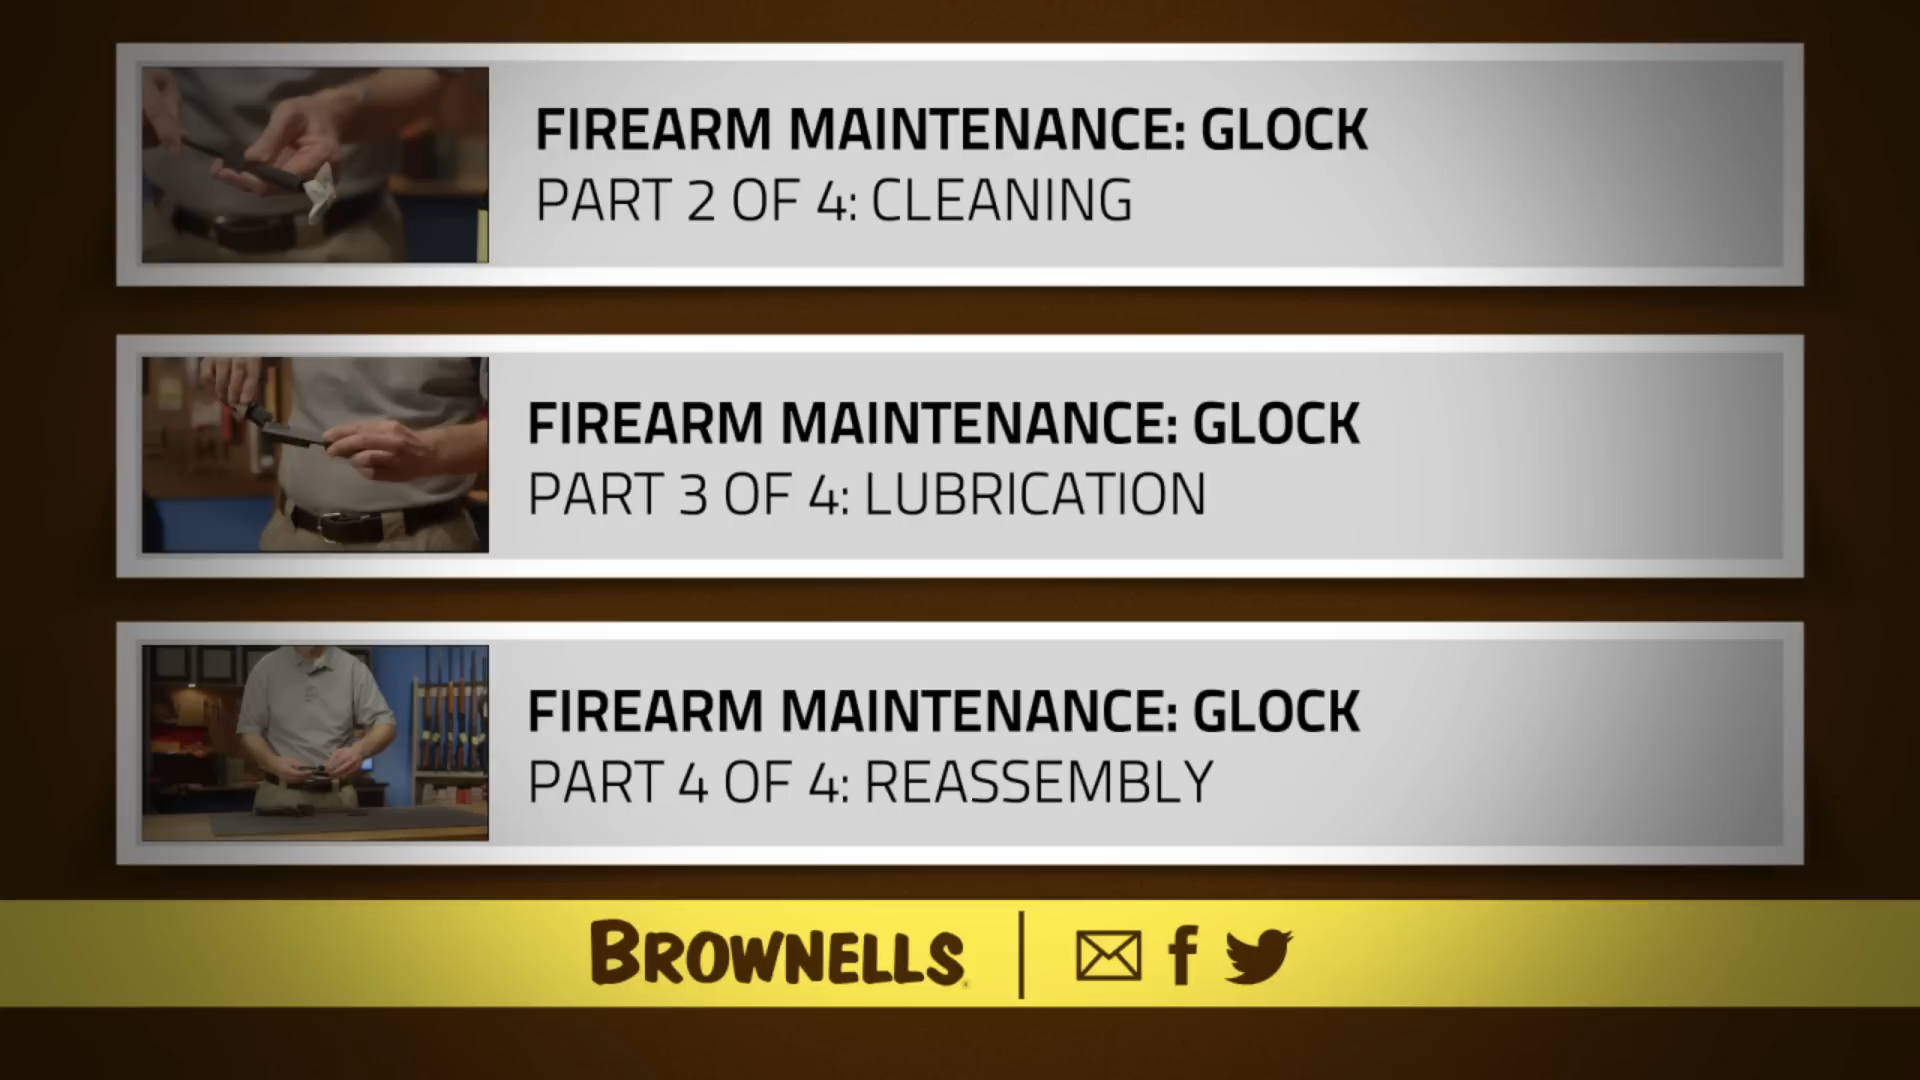 FIREARM MAINTENANCE: GLOCK
PART 2 OF 4: CLEANING
FIREARM MAINTENANCE: GLOCK
PART 3 OF 4: LUBRICATION
FIREARM MAINTENANCE: GLOCK
PART 4 OF 4: REASSEMBLY
BROWNELLS